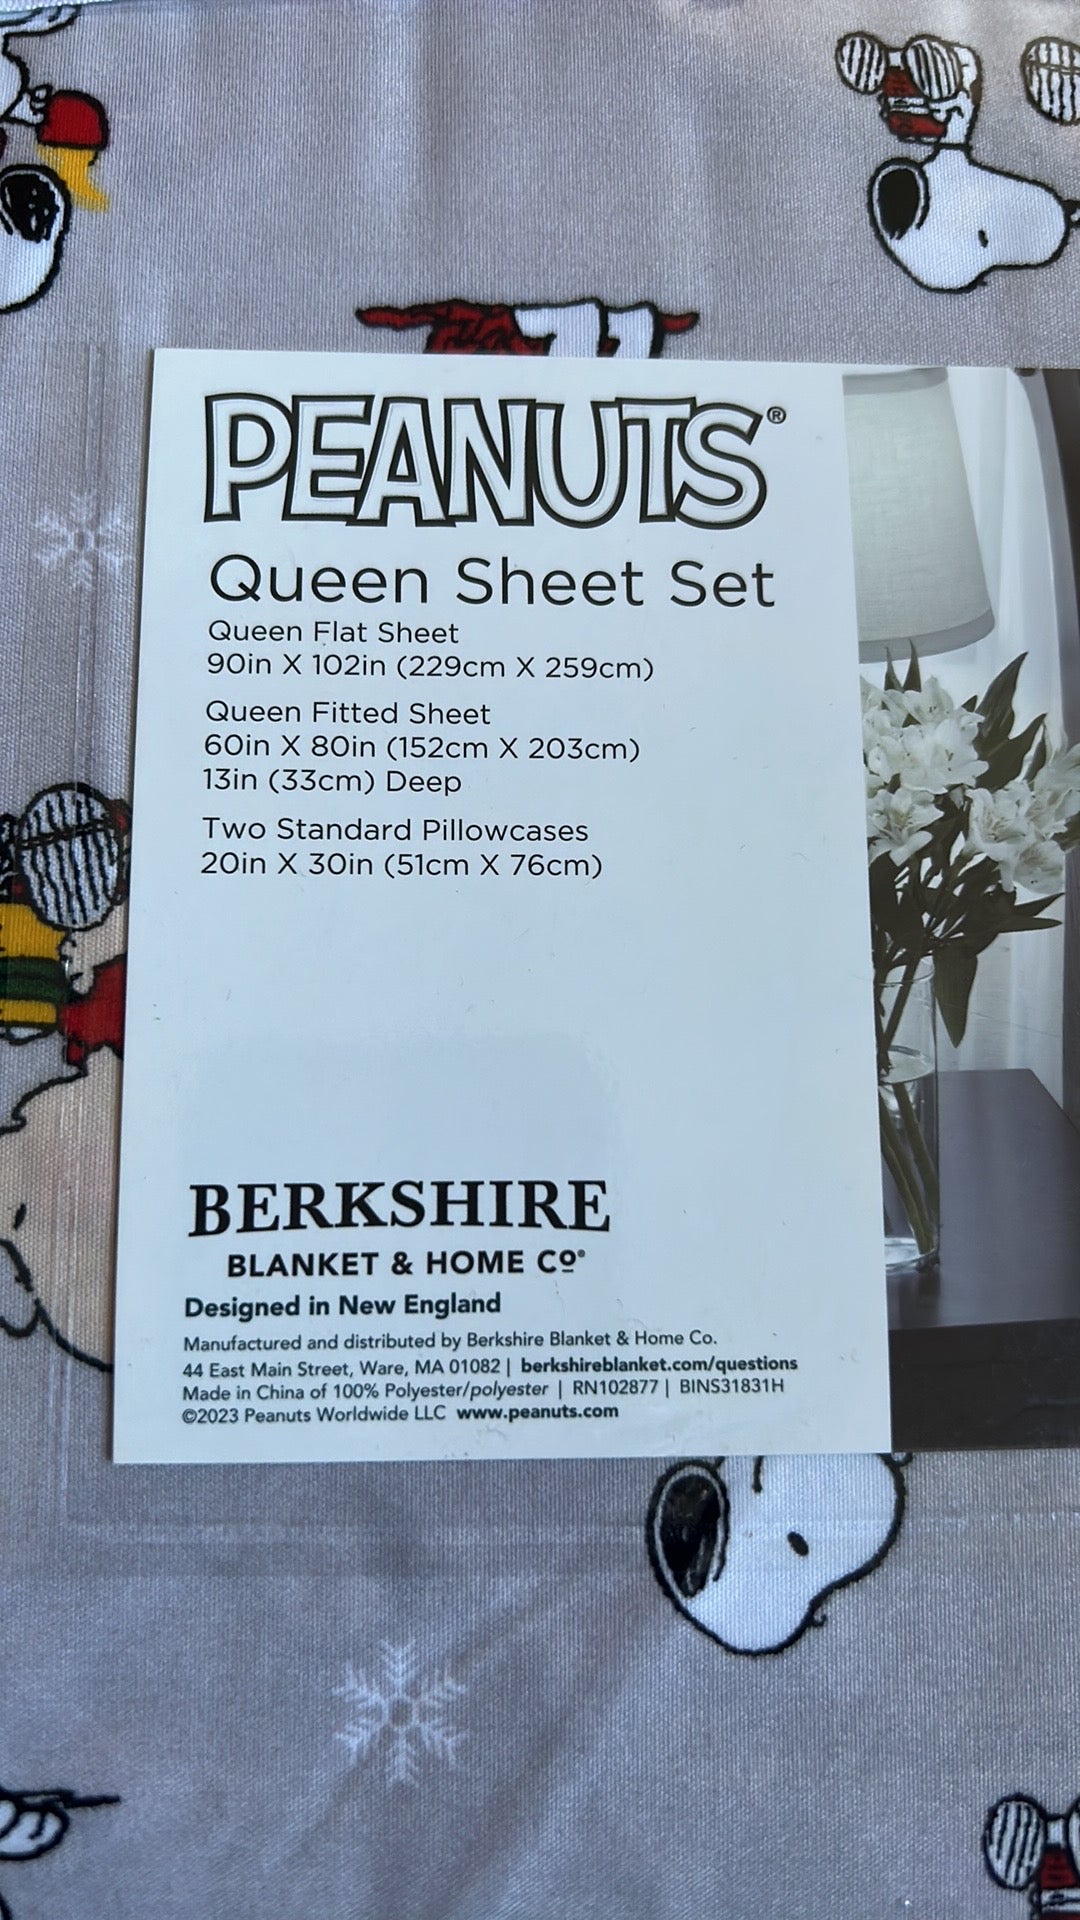 PEANUTS®
Queen Sheet Set
Queen Flat Sheet
90in X 102in (229cm X 259cm)
Queen Fitted Sheet
60in X 80in (152cm X 203cm)
13in (33cm) Deep
Two Standard Pillowcases
20in X 30in (51cm X 76cm)
BERKSHIRE
BLANKET & HOME Cº®
Designed in New England
Manufactured and distributed by Berkshire Blanket & Home Co.
44 East Main Street, Ware, MA 01082 | berkshireblanket.com/questions
Made in China of 100% Polyester/polyester | RN102877 | BINS31831H
©2023 Peanuts Worldwide LLC www.peanuts.com